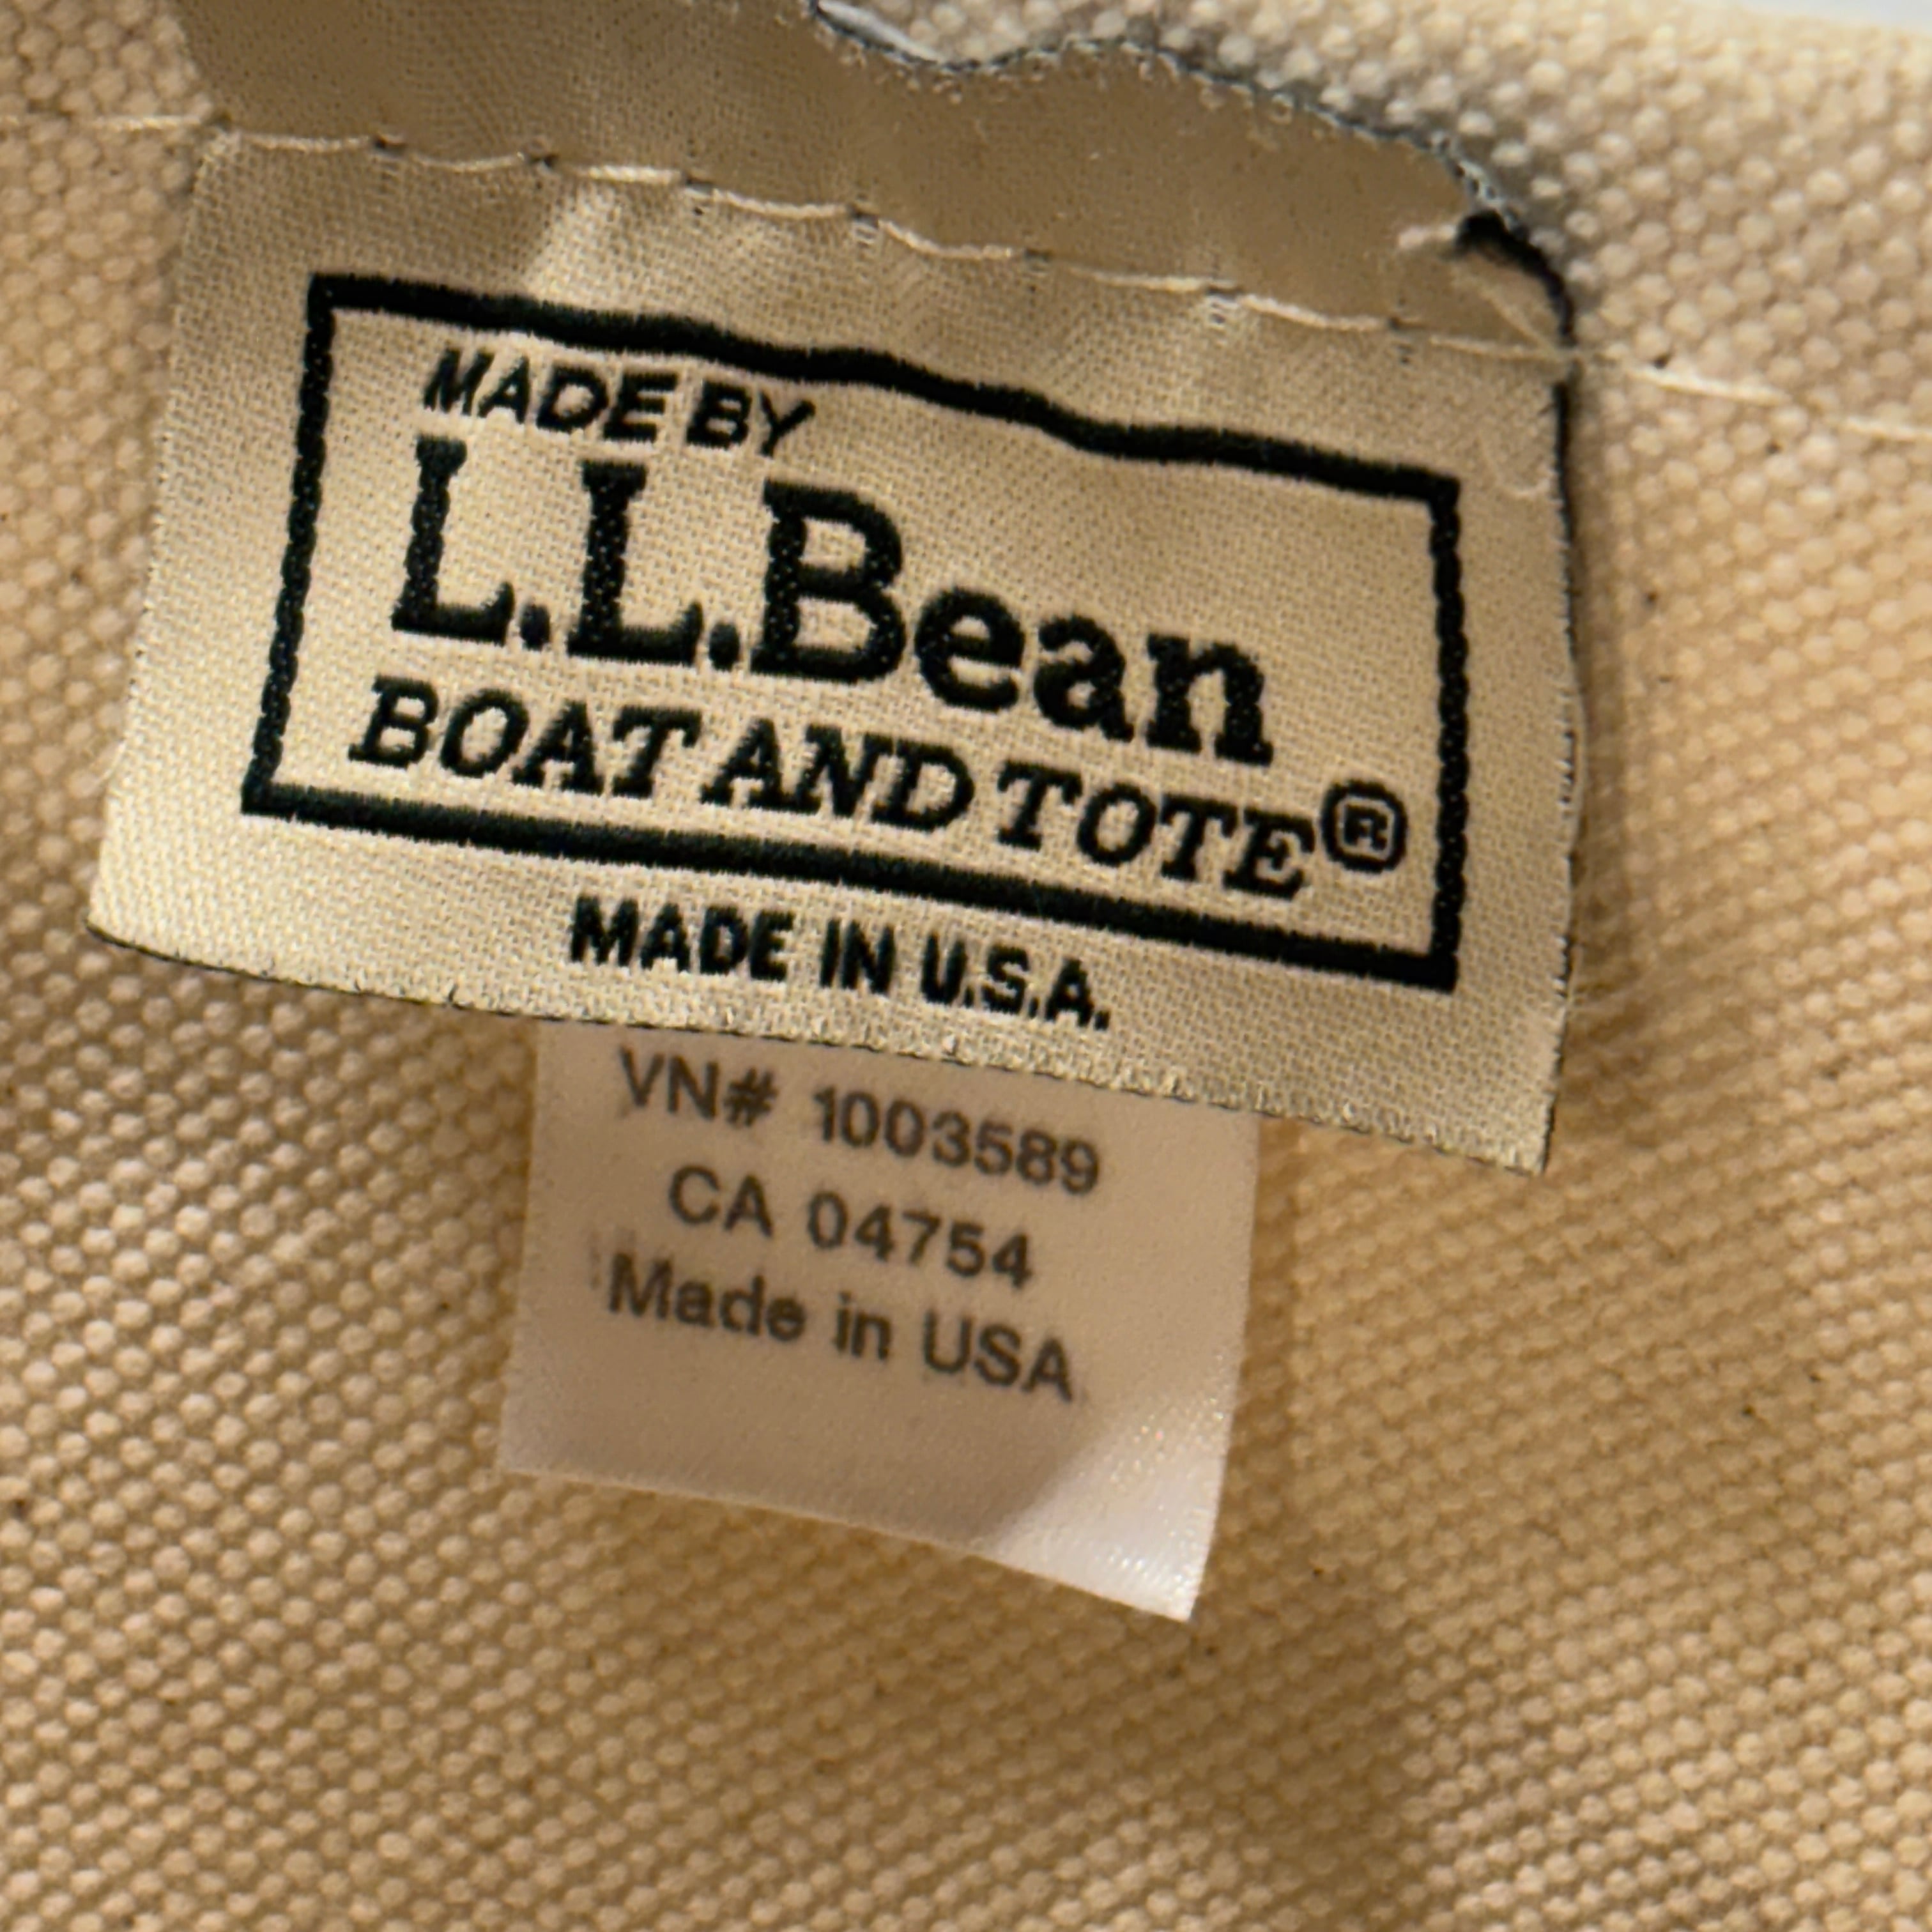 MADE BY
L.L.Bean
BOAT AND TOTE®
MADE IN U.S.A.
VN# 1003589
CA 04754
Made in USA